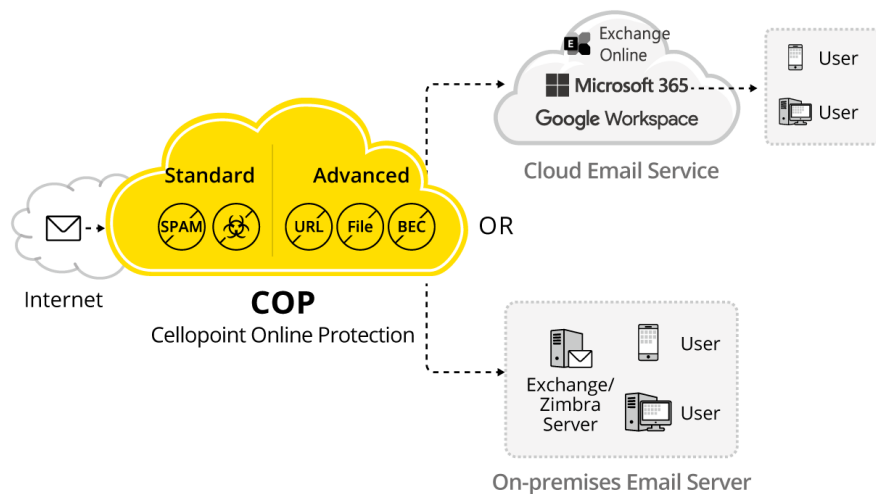 Internet
Standard
SPAM
Advanced
URL
File
BEC
COP
Cellopoint Online Protection
OR
E
Exchange
Online
Microsoft 365
Google Workspace
Cloud Email Service
User
User
Exchange/
Zimbra
Server
User
User
On-premises Email Server